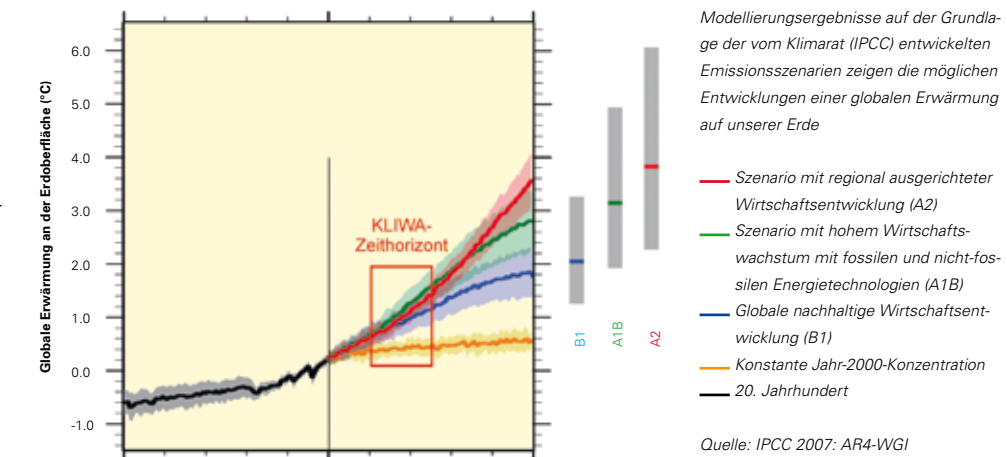 Globale Erwärmung an der Erdoberfläche (°C)
6.0
5.0
4.0
3.0
2.0
1.0
0.0
-1.0
KLIWA-
Zeithorizont
B1
A1B
A2
Modellierungsergebnisse auf der Grundla-
ge der vom Klimarat (IPCC) entwickelten
Emissionsszenarien zeigen die möglichen
Entwicklungen einer globalen Erwärmung
auf unserer Erde
Szenario mit regional ausgerichteter
Wirtschaftsentwicklung (A2)
Szenario mit hohem Wirtschafts-
wachstum mit fossilen und nicht-fos-
silen Energietechnologien (A1B)
Globale nachhaltige Wirtschaftsent-
wicklung (B1)
Konstante Jahr-2000-Konzentration
20. Jahrhundert
Quelle: IPCC 2007: AR4-WGI